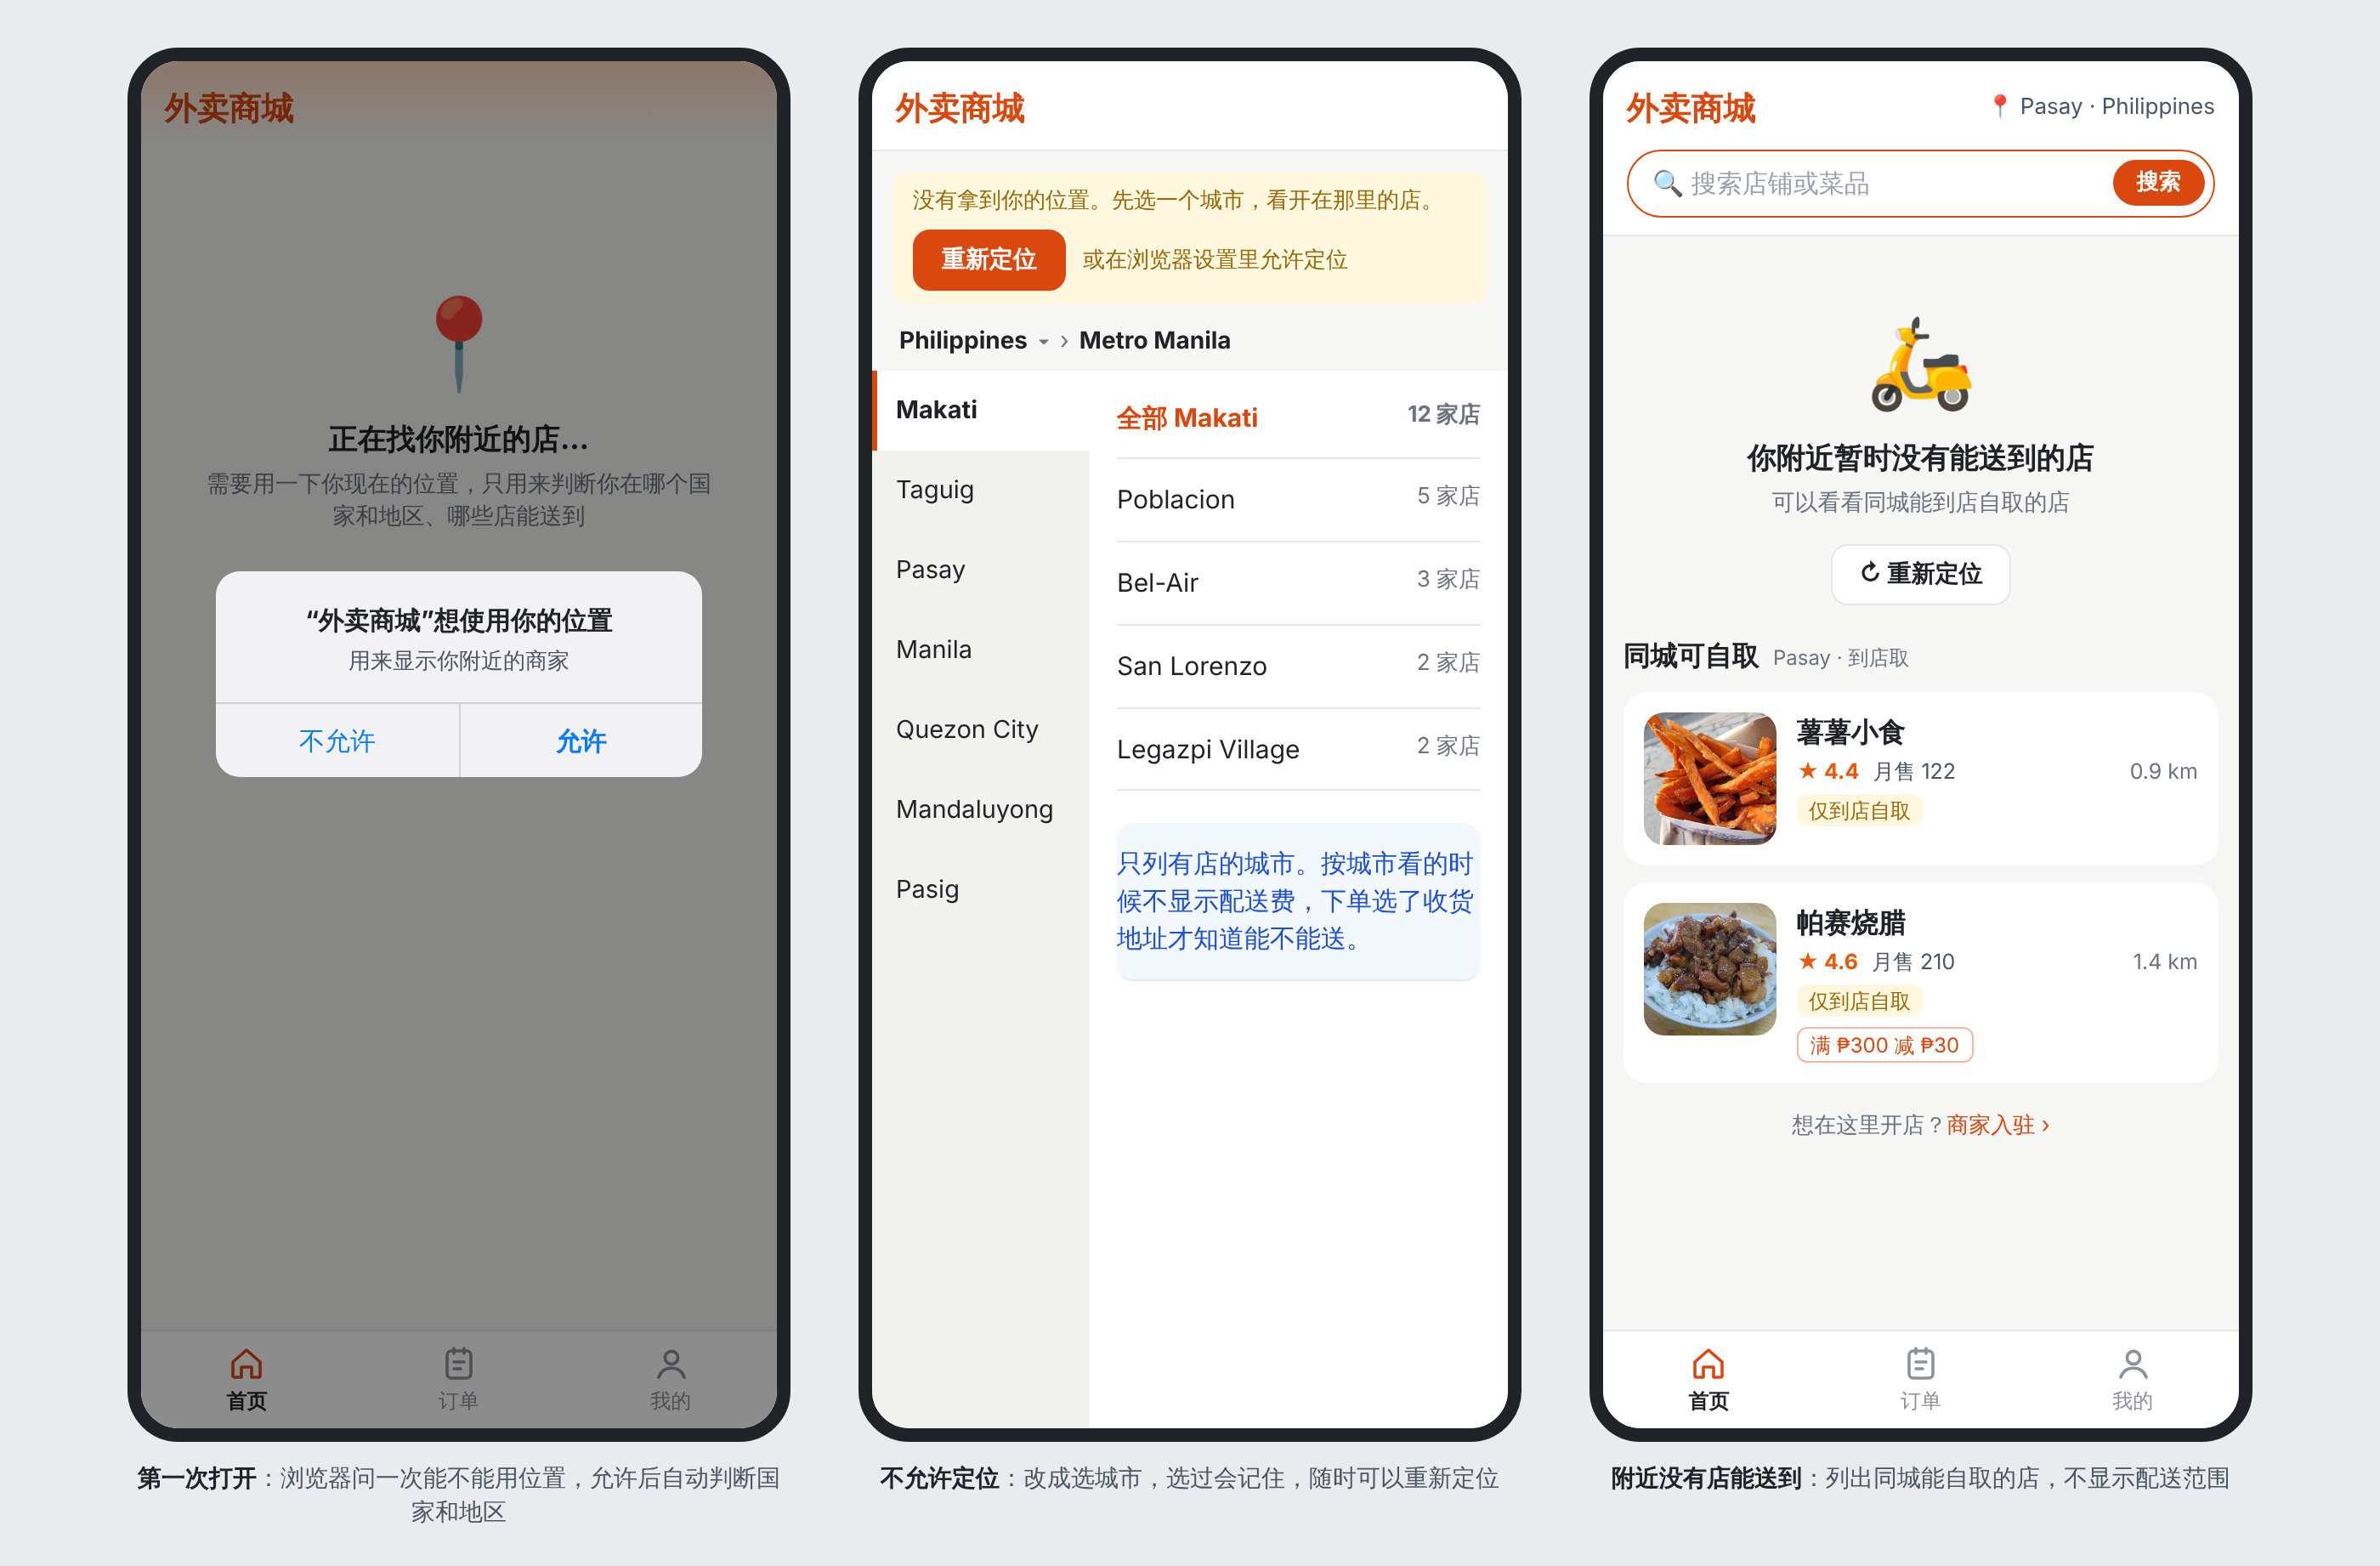 外卖商城
正在找你附近的店…
需要用一下你现在的位置，只用来判断你在哪个国
家和地区、哪些店能送到
“外卖商城”想使用你的位置
用来显示你附近的商家
不允许
允许
首页
订单
我的
第一次打开：浏览器问一次能不能用位置，允许后自动判断国
家和地区
外卖商城
没有拿到你的位置。先选一个城市，看开在那里的店。
重新定位 或在浏览器设置里允许定位
Philippines › Metro Manila
Makati
Taguig
Pasay
Manila
Quezon City
Mandaluyong
Pasig
全部 Makati 12 家店
Poblacion 5 家店
Bel-Air 3 家店
San Lorenzo 2 家店
Legazpi Village 2 家店
只列有店的城市。按城市看的时
候不显示配送费，下单选了收货
地址才知道能不能送。
不允许定位：改成选城市，选过会记住，随时可以重新定位
外卖商城 Pasay · Philippines
搜索店铺或菜品 搜索
你附近暂时没有能送到的店
可以看看同城能到店自取的店
↻ 重新定位
同城可自取 Pasay · 到店取
薯薯小食
★ 4.4 月售 122 0.9 km
仅到店自取
帕赛烧腊
★ 4.6 月售 210 1.4 km
仅到店自取
满 ₱300 减 ₱30
想在这里开店？商家入驻 ›
首页
订单
我的
附近没有店能送到：列出同城能自取的店，不显示配送范围